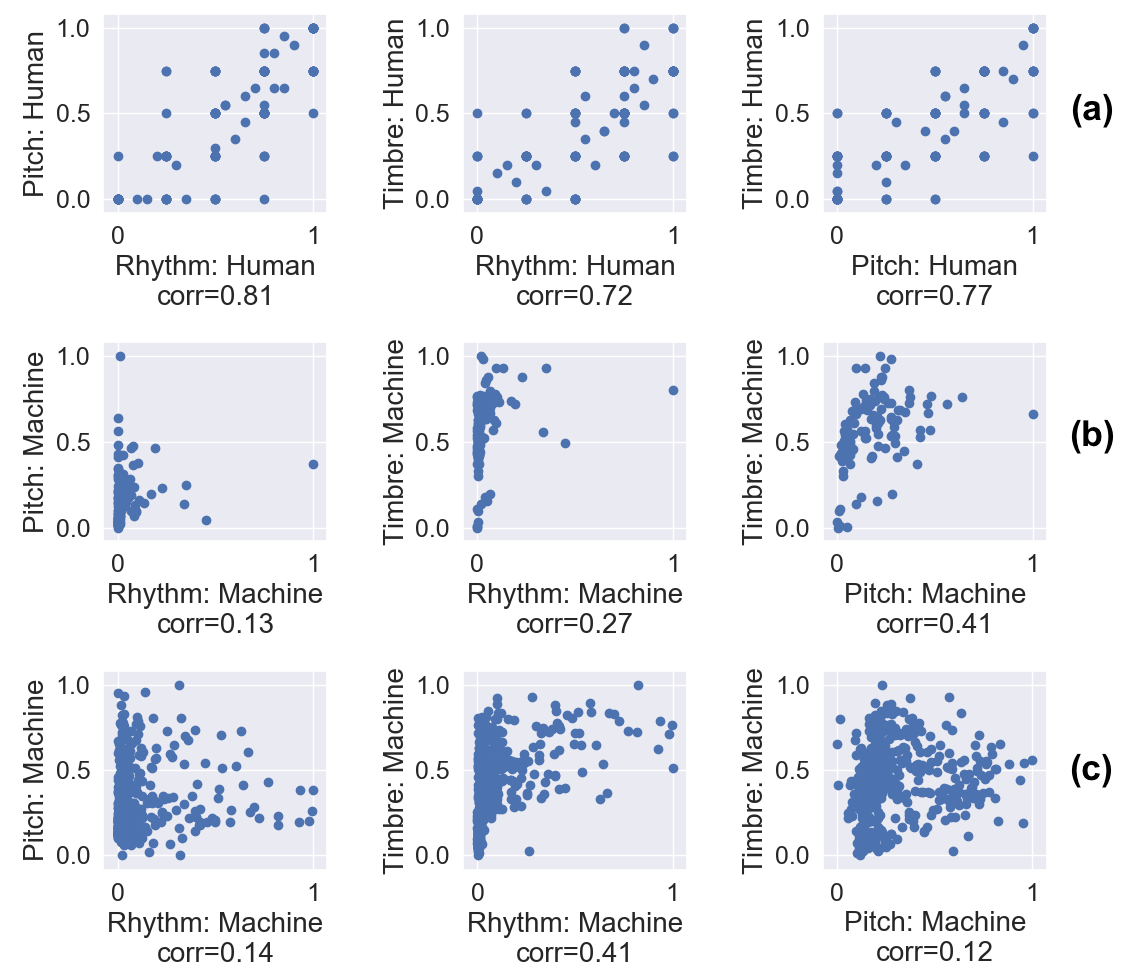 1.0 0.5 0.0 Pitch: Human 0 1 Rhythm: Human corr=0.81
1.0 0.5 0.0 Timbre: Human 0 1 Rhythm: Human corr=0.72
1.0 0.5 0.0 Timbre: Human 0 1 Pitch: Human corr=0.77
(a)
1.0 0.5 0.0 Pitch: Machine 0 1 Rhythm: Machine corr=0.13
1.0 0.5 0.0 Timbre: Machine 0 1 Rhythm: Machine corr=0.27
1.0 0.5 0.0 Timbre: Machine 0 1 Pitch: Machine corr=0.41
(b)
1.0 0.5 0.0 Pitch: Machine 0 1 Rhythm: Machine corr=0.14
1.0 0.5 0.0 Timbre: Machine 0 1 Rhythm: Machine corr=0.41
1.0 0.5 0.0 Timbre: Machine 0 1 Pitch: Machine corr=0.12
(c)